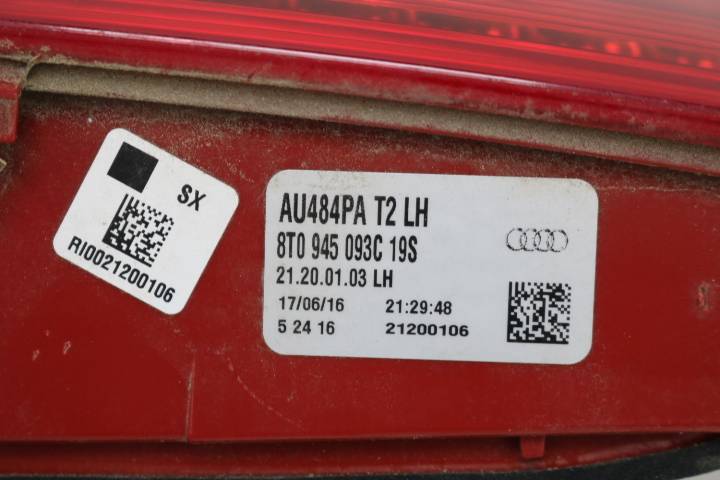 SX
RI0021200106
AU484PA T2 LH
8T0 945 093C 19S
21.20.01.03 LH
17/06/16 21:29:48
5 24 16 21200106